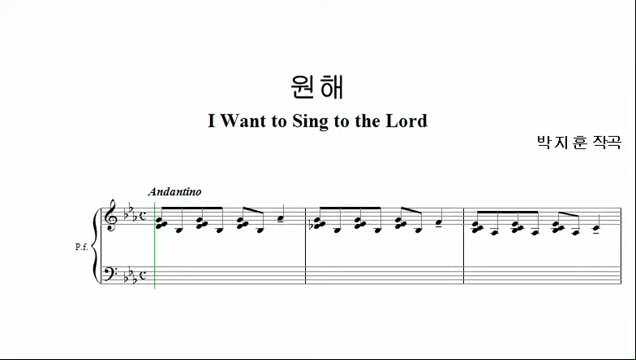 원해
I Want to Sing to the Lord
박 지 훈 작곡
Andantino
P.f.